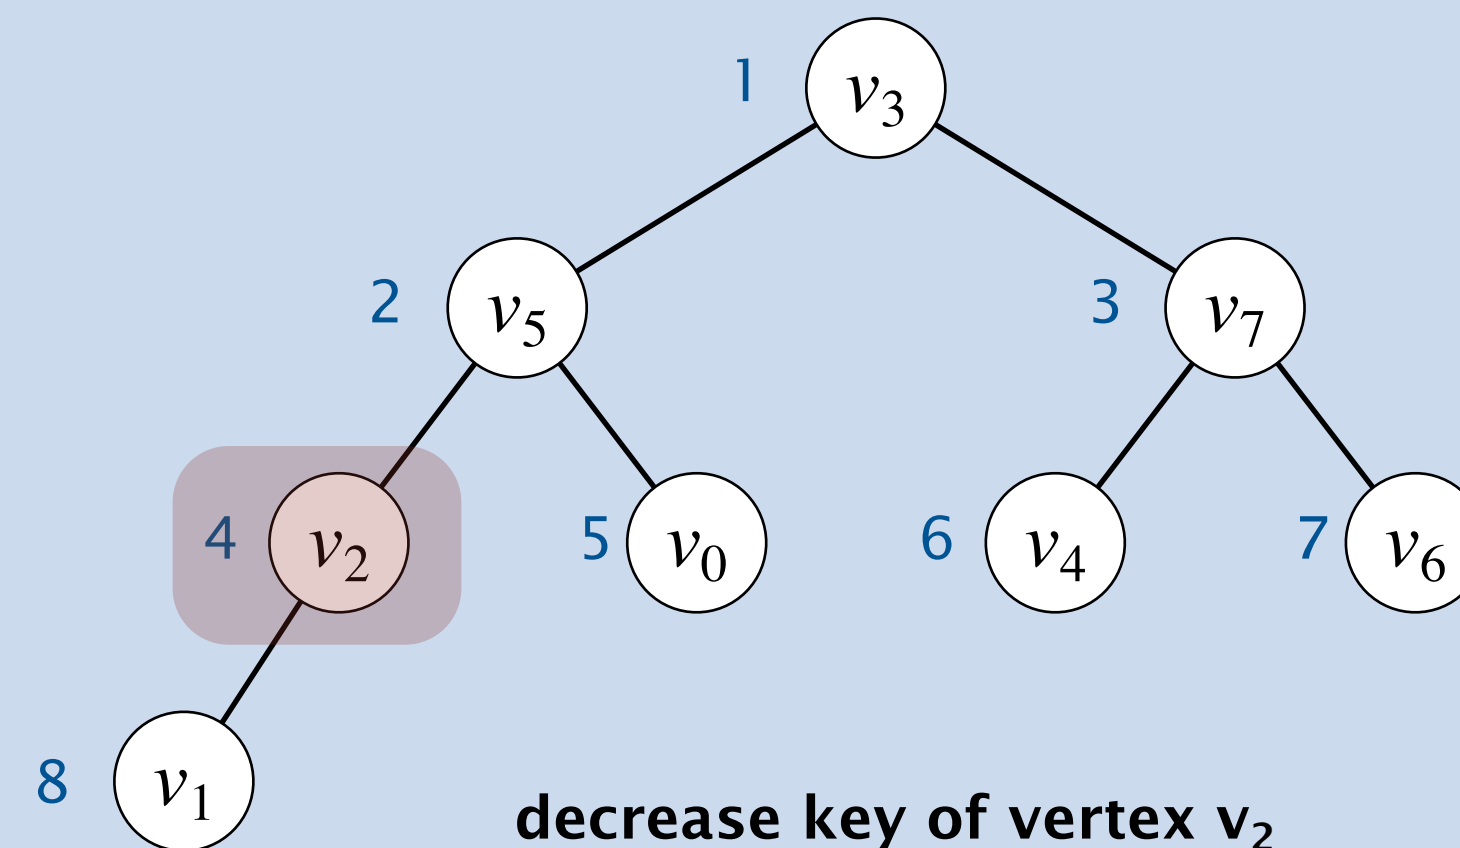 1 v₃
2 v₅ 3 v₇
4 v₂ 5 v₀ 6 v₄ 7 v₆
8 v₁
decrease key of vertex v₂